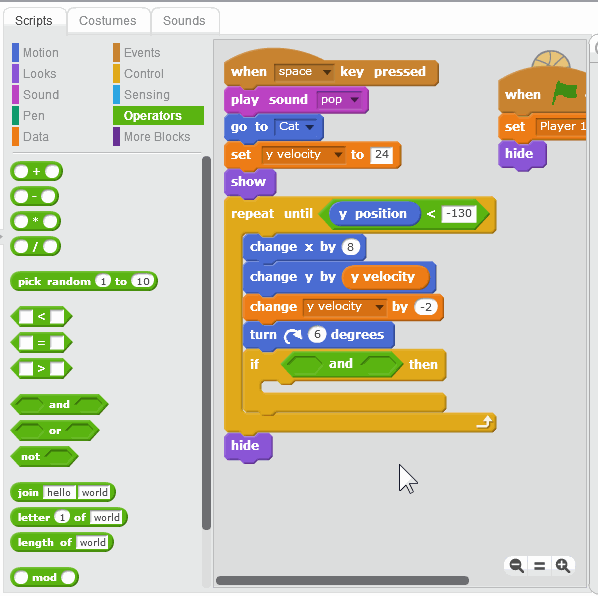 Scripts Costumes Sounds
Motion Events
Looks Control
Sound Sensing
Pen Operators
Data More Blocks
+
-
*
/
pick random 1 to 10
<
=
>
and
or
not
join hello world
letter 1 of world
length of world
mod
when space key pressed
play sound pop
go to Cat
set y velocity to 24
show
repeat until y position < -130
change x by 8
change y by y velocity
change y velocity by -2
turn 6 degrees
if and then
hide
when
set Player 1
hide